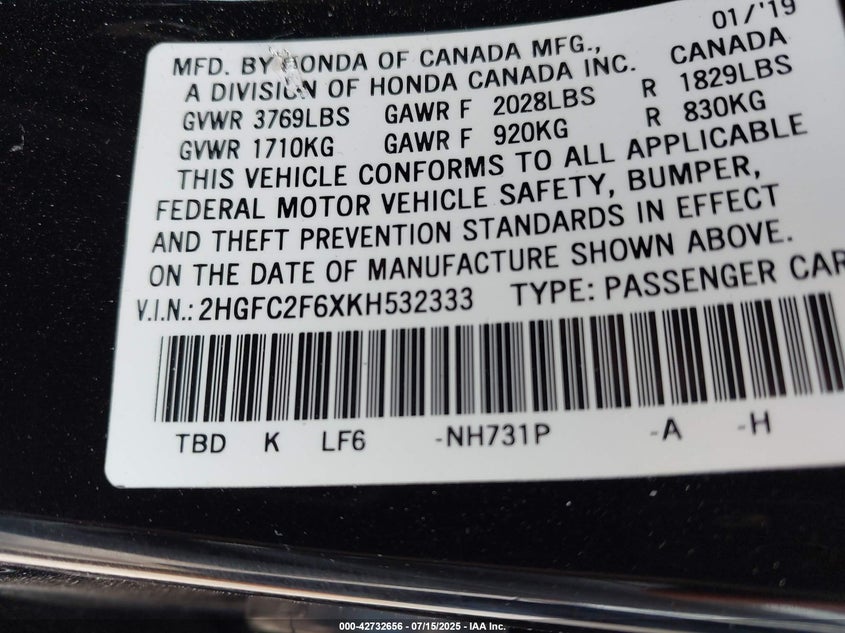 01/'19
MFD. BY HONDA OF CANADA MFG., CANADA
A DIVISION OF HONDA CANADA INC.
GVWR 3769LBS GAWR F 2028LBS R 1829LBS
GVWR 1710KG GAWR F 920KG R 830KG
THIS VEHICLE CONFORMS TO ALL APPLICABLE
FEDERAL MOTOR VEHICLE SAFETY, BUMPER,
AND THEFT PREVENTION STANDARDS IN EFFECT
ON THE DATE OF MANUFACTURE SHOWN ABOVE.
V.I.N.: 2HGFC2F6XKH532333 TYPE: PASSENGER CAR
TBD K LF6 -NH731P -A -H
000-42732656 - 07/15/2025 - IAA Inc.